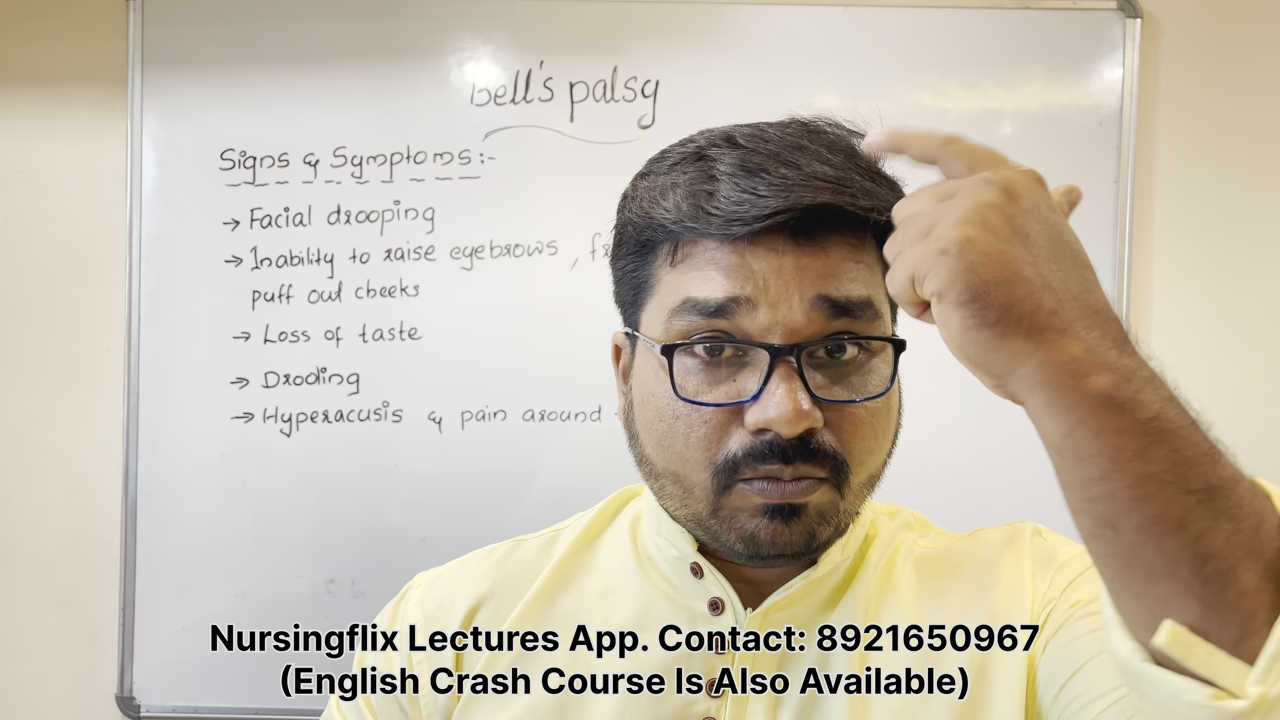 Bell's palsy
Signs & Symptoms:-
→ Facial drooping
→ Inability to raise eyebrows,
puff out cheeks
→ Loss of taste
→ Drooling
→ Hyperacusis & pain around
Nursingflix Lectures App. Contact: 8921650967
(English Crash Course Is Also Available)